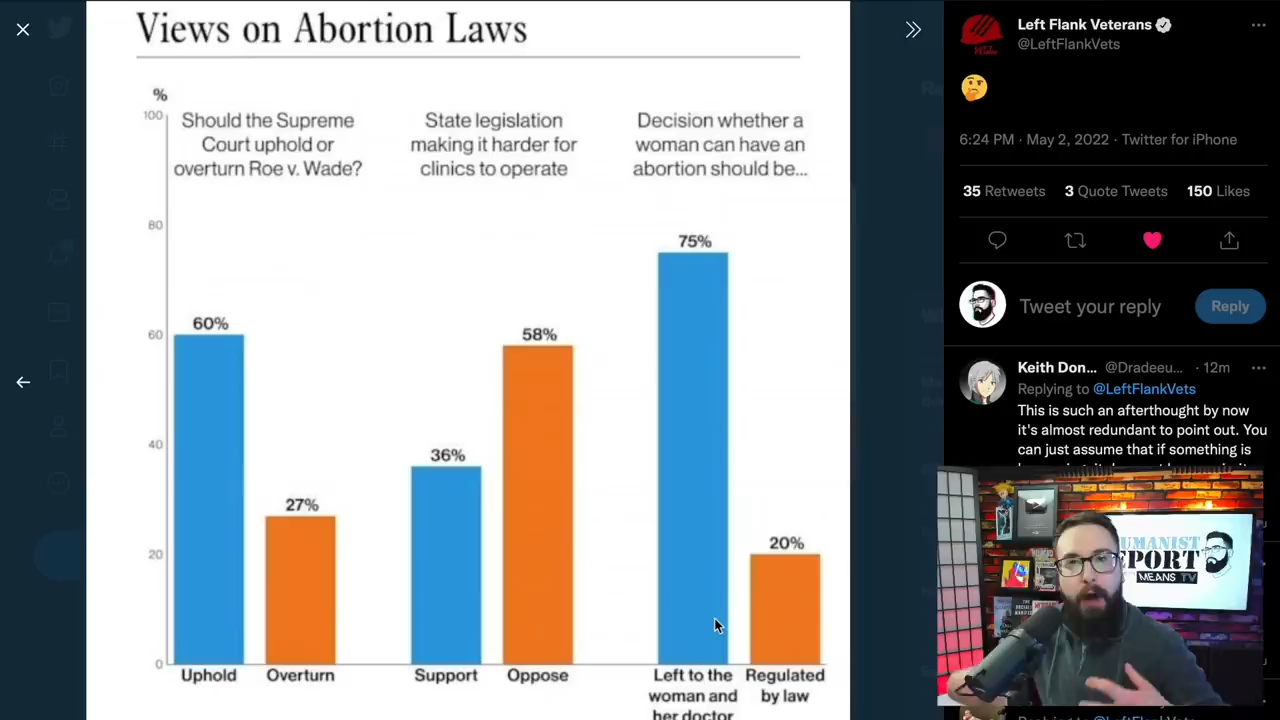 Views on Abortion Laws
%
100
80
60
40
20
0
Should the Supreme
Court uphold or
overturn Roe v. Wade?
State legislation
making it harder for
clinics to operate
Decision whether a
woman can have an
abortion should be...
60%
27%
36%
58%
75%
20%
Uphold
Overturn
Support
Oppose
Left to the
woman and
her doctor
Regulated
by law
Left Flank Veterans
@LeftFlankVets
6:24 PM · May 2, 2022 · Twitter for iPhone
35 Retweets 3 Quote Tweets 150 Likes
Tweet your reply
Reply
Keith Don... @Dradeeu... · 12m
Replying to @LeftFlankVets
This is such an afterthought by now
it's almost redundant to point out. You
can just assume that if something is
UMANIST
EPORT
MEANS TV